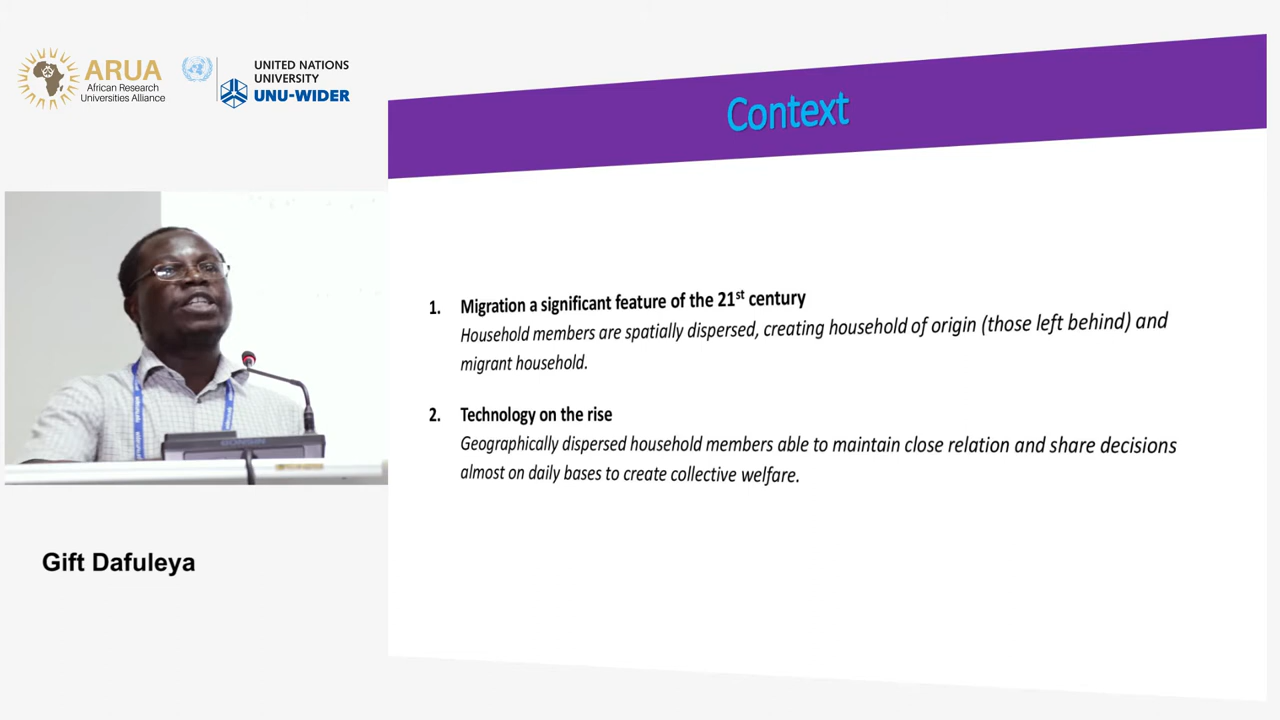 ARUA
African Research
Universities Alliance
UNITED NATIONS
UNIVERSITY
UNU-WIDER
Context
1. Migration a significant feature of the 21st century
Household members are spatially dispersed, creating household of origin (those left behind) and
migrant household.
2. Technology on the rise
Geographically dispersed household members able to maintain close relation and share decisions
almost on daily bases to create collective welfare.
Gift Dafuleya